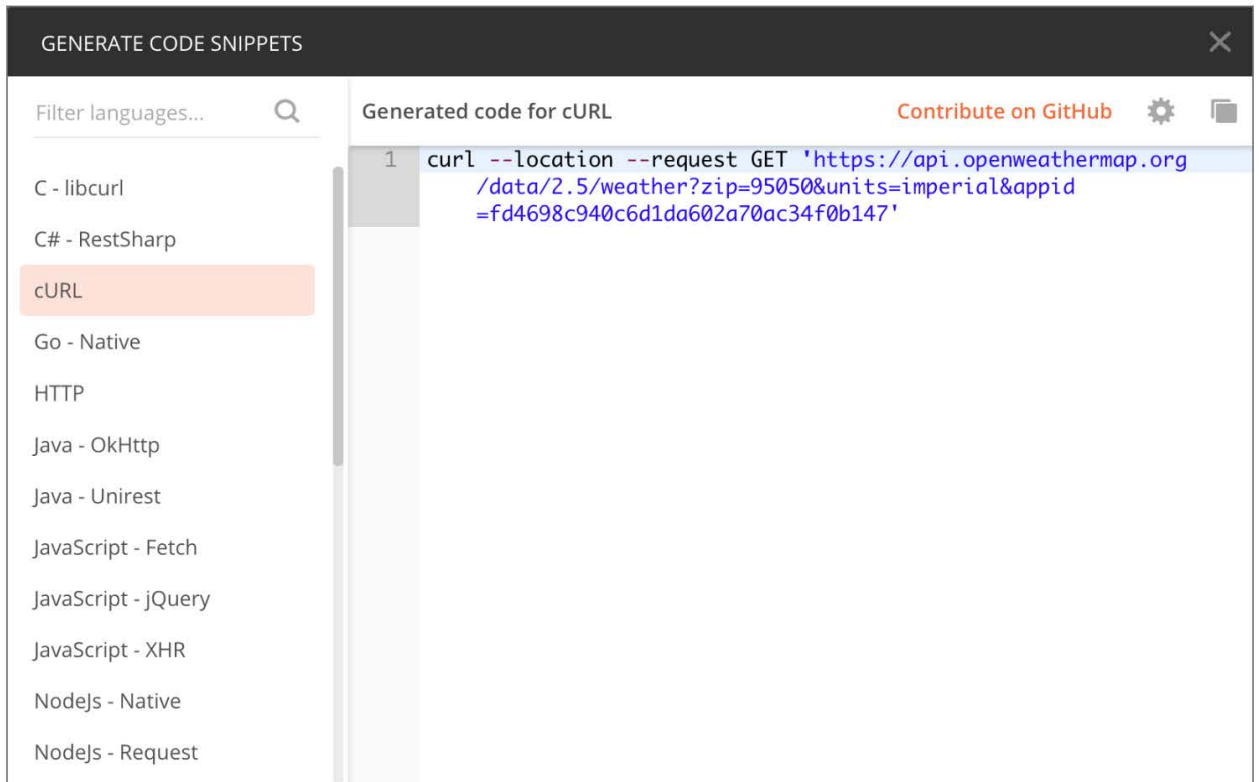 GENERATE CODE SNIPPETS
Filter languages...
C - libcurl
C# - RestSharp
cURL
Go - Native
HTTP
Java - OkHttp
Java - Unirest
JavaScript - Fetch
JavaScript - jQuery
JavaScript - XHR
NodeJs - Native
NodeJs - Request
Generated code for cURL
Contribute on GitHub
1 curl --location --request GET 'https://api.openweathermap.org
/data/2.5/weather?zip=95050&units=imperial&appid
=fd4698c940c6d1da602a70ac34f0b147'